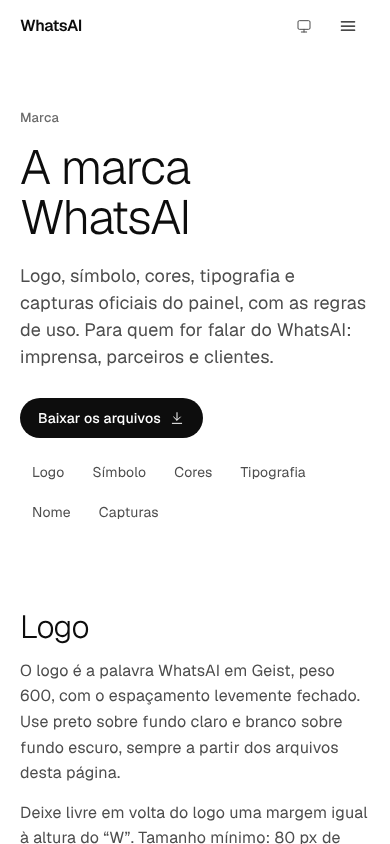 WhatsAI
Marca
A marca
WhatsAI
Logo, símbolo, cores, tipografia e
capturas oficiais do painel, com as regras
de uso. Para quem for falar do WhatsAI:
imprensa, parceiros e clientes.
Baixar os arquivos
Logo Símbolo Cores Tipografia
Nome Capturas
Logo
O logo é a palavra WhatsAI em Geist, peso
600, com o espaçamento levemente fechado.
Use preto sobre fundo claro e branco sobre
fundo escuro, sempre a partir dos arquivos
desta página.
Deixe livre em volta do logo uma margem igual
à altura do “W”. Tamanho mínimo: 80 px de